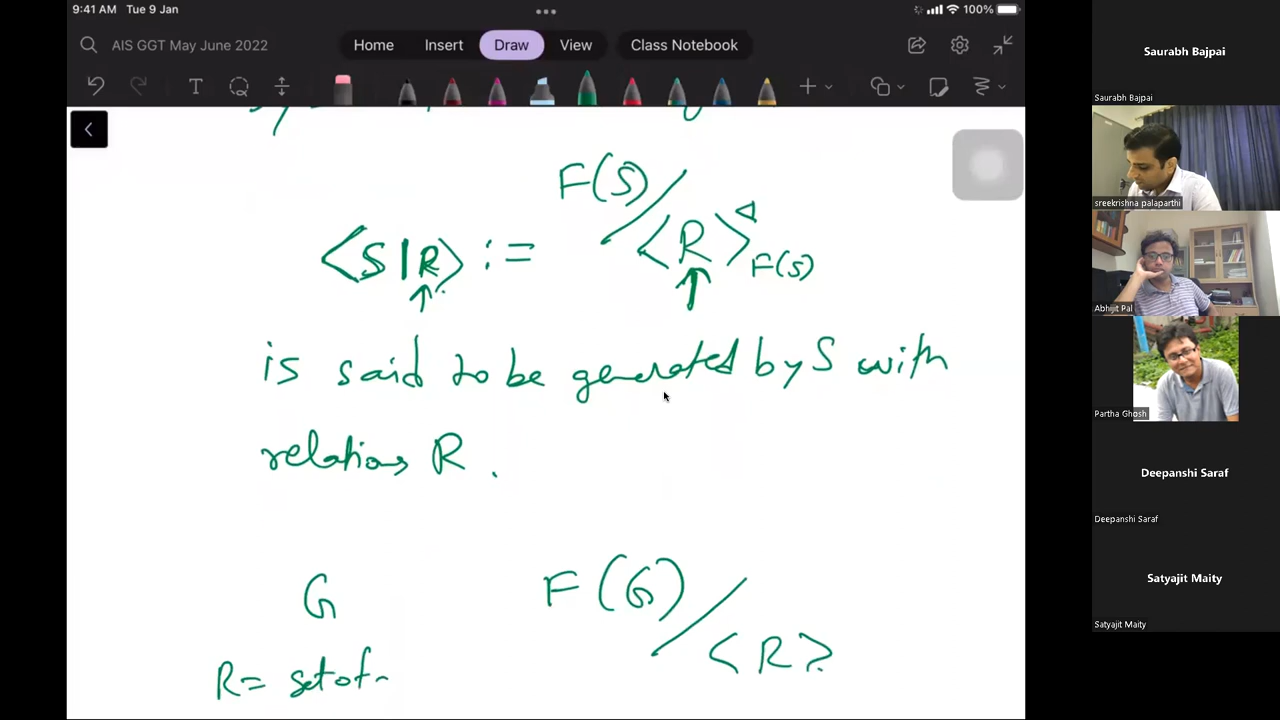 9:41 AM Tue 9 Jan
100%
AIS GGT May June 2022
Home Insert Draw View Class Notebook
F(S)/
⟨S|R⟩ := ⟨R⟩^◁_F(S)
is said to be generated by S with
relations R.
G F(G)/
⟨R⟩
R= set of
Saurabh Bajpai
Saurabh Bajpai
sreekrishna palaparthi
Abhijit Pal
Partha Ghosh
Deepanshi Saraf
Deepanshi Saraf
Satyajit Maity
Satyajit Maity